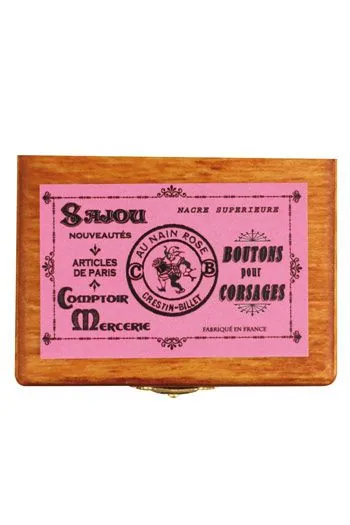 SAJOU
NOUVEAUTÉS
ARTICLES
DE PARIS
COMPTOIR
MERCERIE
AU NAIN ROSE
C B
CRESTIN-BILLET
NACRE SUPERIEURE
BOUTONS
pour
CORSAGES
FABRIQUÉ EN FRANCE